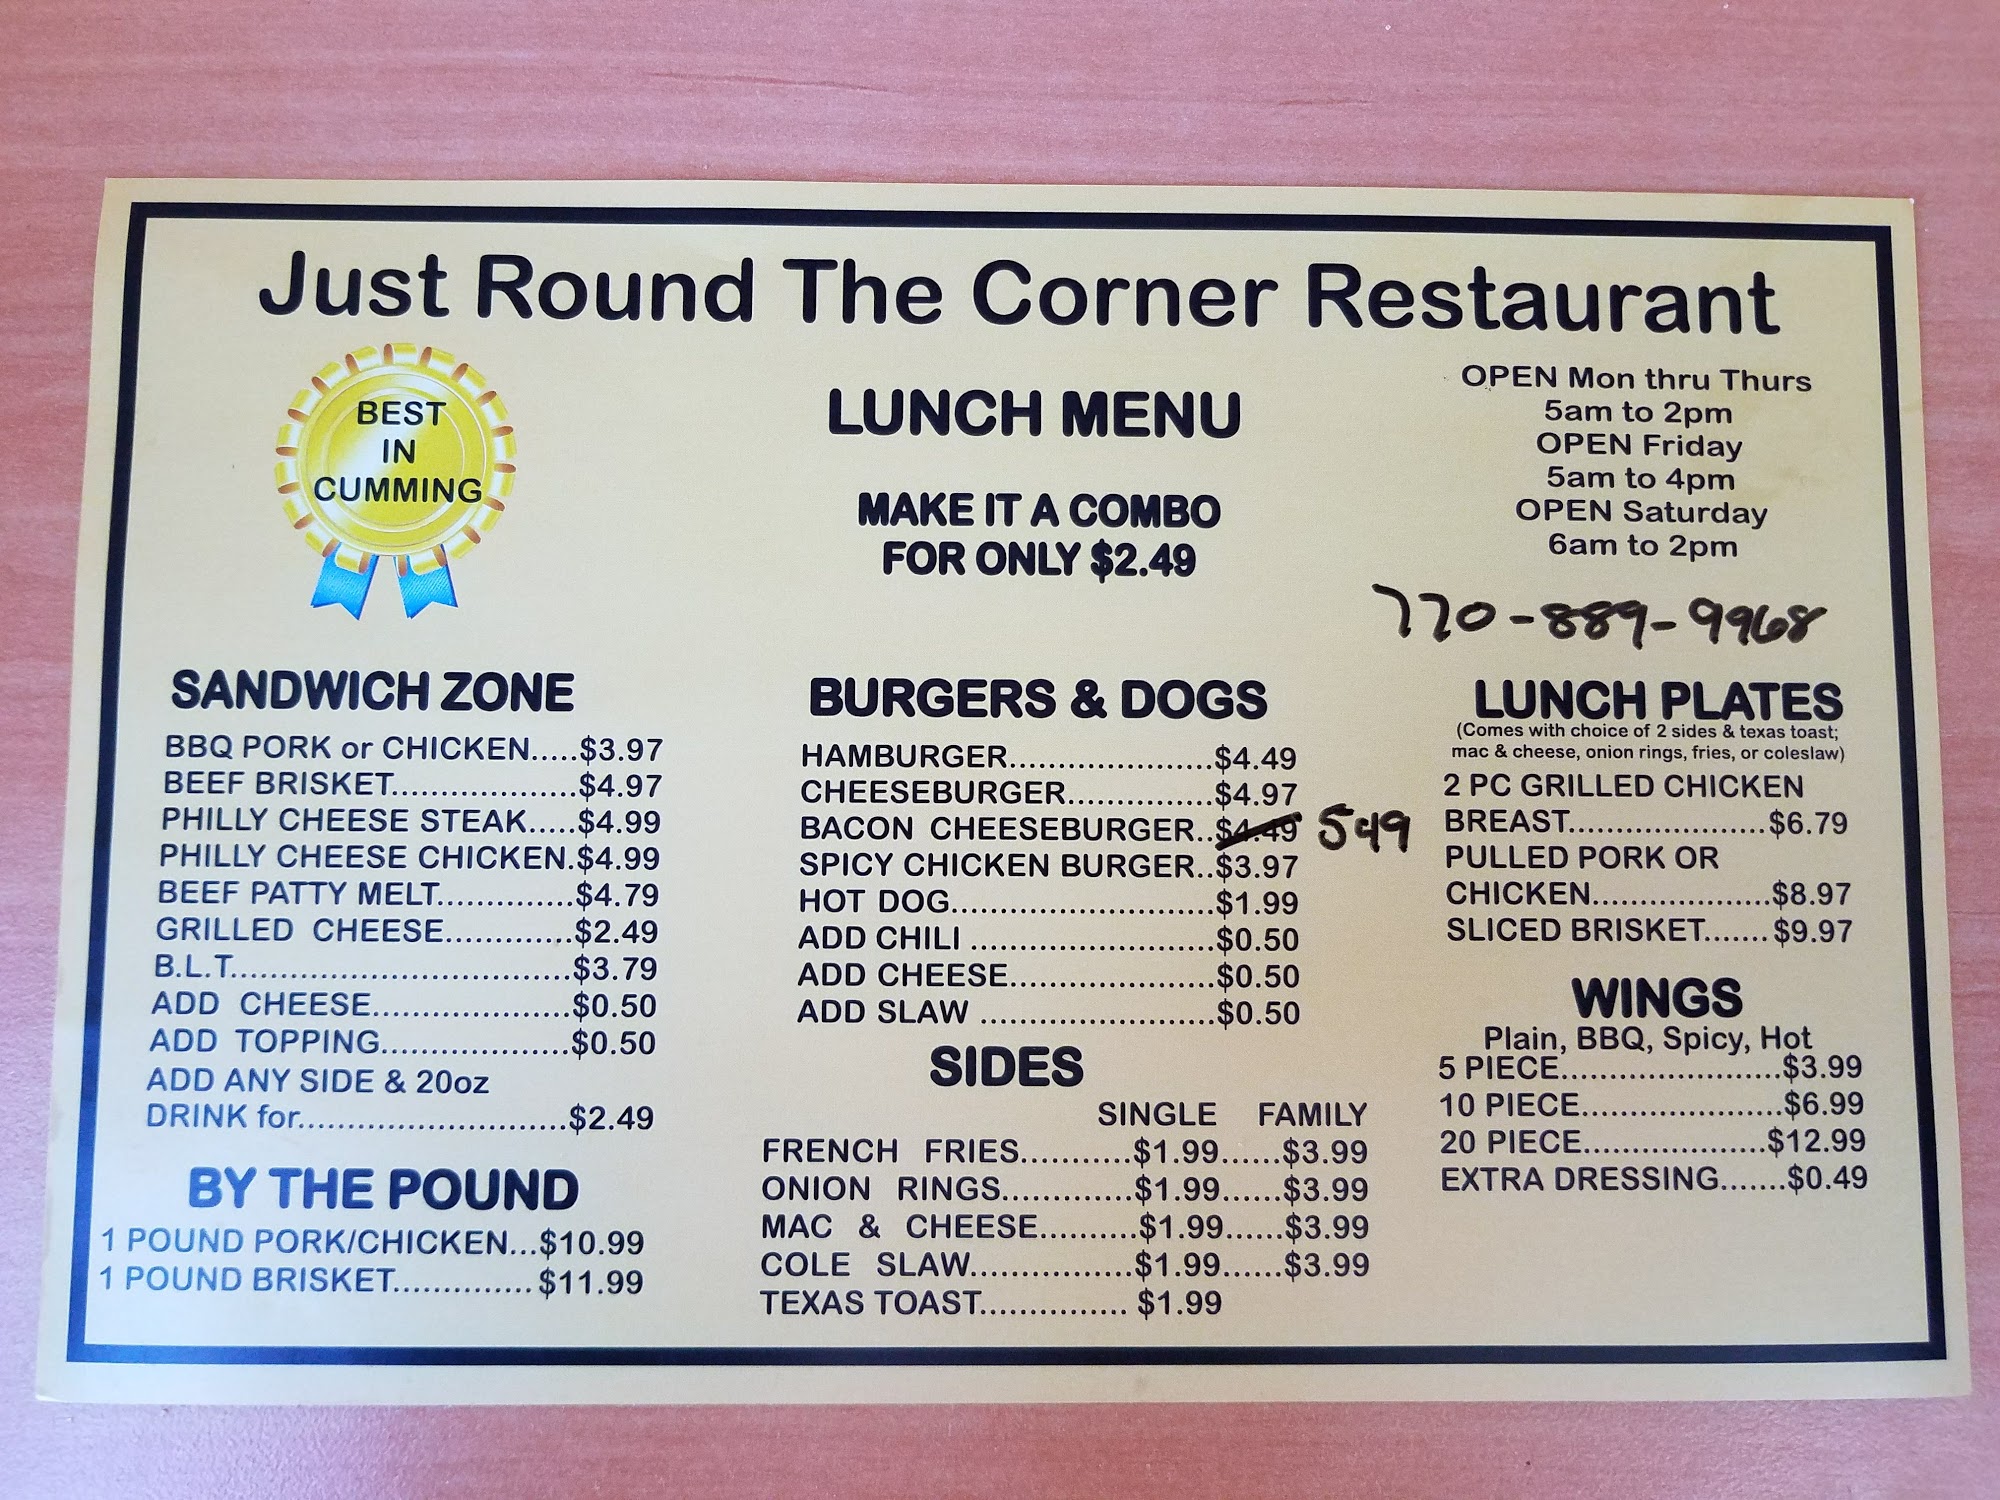 Just Round The Corner Restaurant
BEST
IN
CUMMING
LUNCH MENU
MAKE IT A COMBO
FOR ONLY $2.49
OPEN Mon thru Thurs
5am to 2pm
OPEN Friday
5am to 4pm
OPEN Saturday
6am to 2pm
770-889-9968
SANDWICH ZONE
BBQ PORK or CHICKEN.....$3.97
BEEF BRISKET...................$4.97
PHILLY CHEESE STEAK.....$4.99
PHILLY CHEESE CHICKEN.$4.99
BEEF PATTY MELT..............$4.79
GRILLED CHEESE.............$2.49
B.L.T...................................$3.79
ADD CHEESE....................$0.50
ADD TOPPING...................$0.50
ADD ANY SIDE & 20oz
DRINK for...........................$2.49
BY THE POUND
1 POUND PORK/CHICKEN...$10.99
1 POUND BRISKET..............$11.99
BURGERS & DOGS
HAMBURGER.....................$4.49
CHEESEBURGER...............$4.97
BACON CHEESEBURGER..$4.49 549
SPICY CHICKEN BURGER..$3.97
HOT DOG...........................$1.99
ADD CHILI .........................$0.50
ADD CHEESE.....................$0.50
ADD SLAW ........................$0.50
SIDES
SINGLE FAMILY
FRENCH FRIES...........$1.99......$3.99
ONION RINGS.............$1.99......$3.99
MAC & CHEESE..........$1.99......$3.99
COLE SLAW................$1.99......$3.99
TEXAS TOAST............... $1.99
LUNCH PLATES
(Comes with choice of 2 sides & texas toast;
mac & cheese, onion rings, fries, or coleslaw)
2 PC GRILLED CHICKEN
BREAST....................$6.79
PULLED PORK OR
CHICKEN..................$8.97
SLICED BRISKET.......$9.97
WINGS
Plain, BBQ, Spicy, Hot
5 PIECE.......................$3.99
10 PIECE.....................$6.99
20 PIECE...................$12.99
EXTRA DRESSING.......$0.49